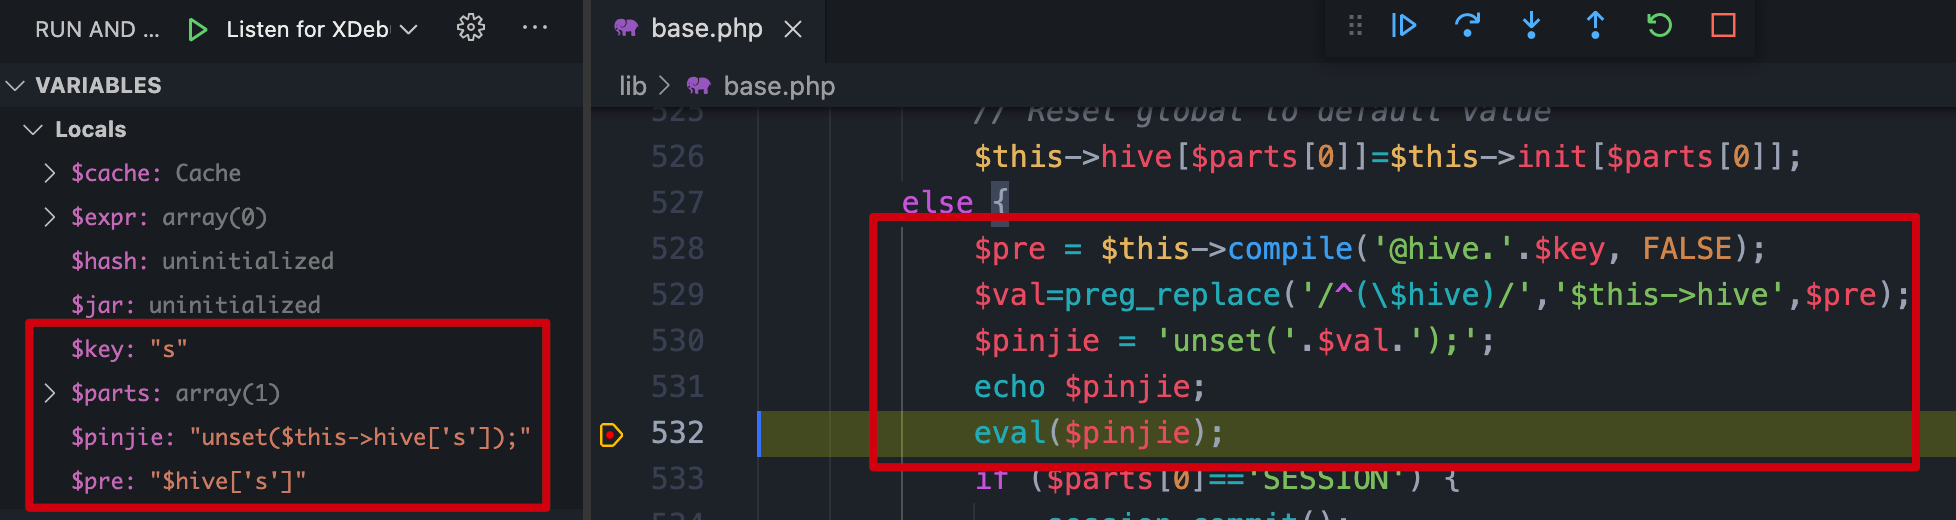 RUN AND ...
Listen for XDeb
VARIABLES
Locals
$cache: Cache
$expr: array(0)
$hash: uninitialized
$jar: uninitialized
$key: "s"
$parts: array(1)
$pinjie: "unset($this->hive['s']);"
$pre: "$hive['s']"
base.php
lib > base.php
525 // Reset global to default value
526 $this->hive[$parts[0]]=$this->init[$parts[0]];
527 else {
528 $pre = $this->compile('@hive.'.$key, FALSE);
529 $val=preg_replace('/^(\$hive)/','$this->hive',$pre);
530 $pinjie = 'unset('.$val.');';
531 echo $pinjie;
532 eval($pinjie);
533 if ($parts[0]=='SESSION') {
534 session_commit();